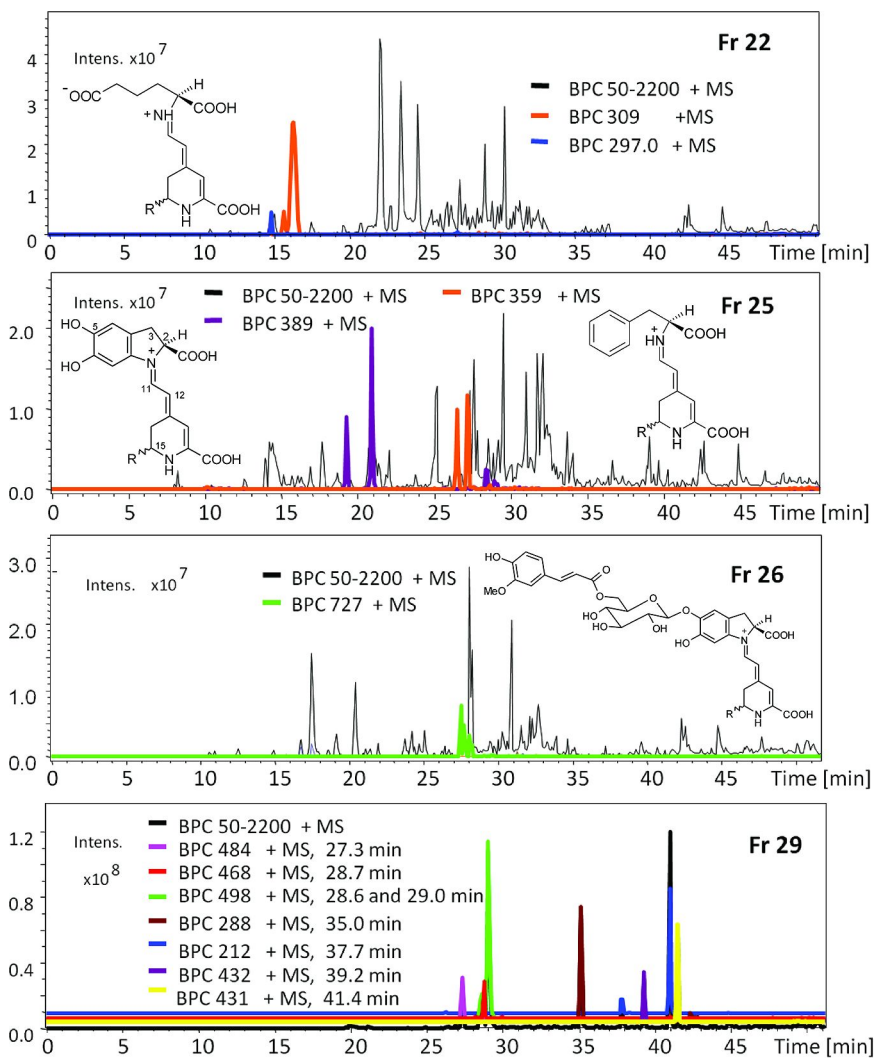 Fr 22
Intens. x10^7
BPC 50-2200 + MS
BPC 309 +MS
BPC 297.0 + MS
4
3
2
1
0
⁻OOC
H
COOH
+ NH
R
N
H
COOH
0 5 10 15 20 25 30 35 40 45 Time [min]
Fr 25
Intens. x10^7
BPC 50-2200 + MS
BPC 359 + MS
BPC 389 + MS
2.0
1.0
0.0
HO 5
HO
3 2 H
COOH
+
N
11 12
15
R
N
H
COOH
H
COOH
+
HN
R
N
H
COOH
0 5 10 15 20 25 30 35 40 45 Time [min]
Fr 26
Intens. x10^7
BPC 50-2200 + MS
BPC 727 + MS
3.0
2.0
1.0
0.0
HO
MeO
O
O
O
O
HO
HO
OH
HO
N
+
H
COOH
R
N
H
COOH
0 5 10 15 20 25 30 35 40 45 Time [min]
Fr 29
Intens.
x10^8
BPC 50-2200 + MS
BPC 484 + MS, 27.3 min
BPC 468 + MS, 28.7 min
BPC 498 + MS, 28.6 and 29.0 min
BPC 288 + MS, 35.0 min
BPC 212 + MS, 37.7 min
BPC 432 + MS, 39.2 min
BPC 431 + MS, 41.4 min
1.2
0.8
0.4
0.0
0 5 10 15 20 25 30 35 40 45 Time [min]